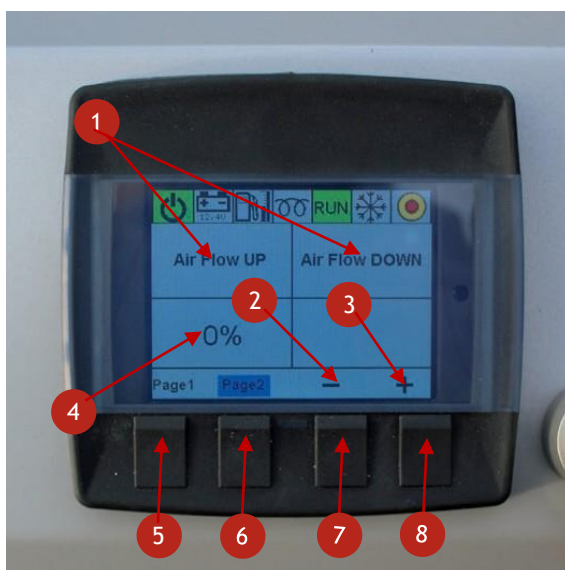 1
12.4U
RUN
Air Flow UP
Air Flow DOWN
2
3
0%
4
Page1
Page2
−
+
5
6
7
8